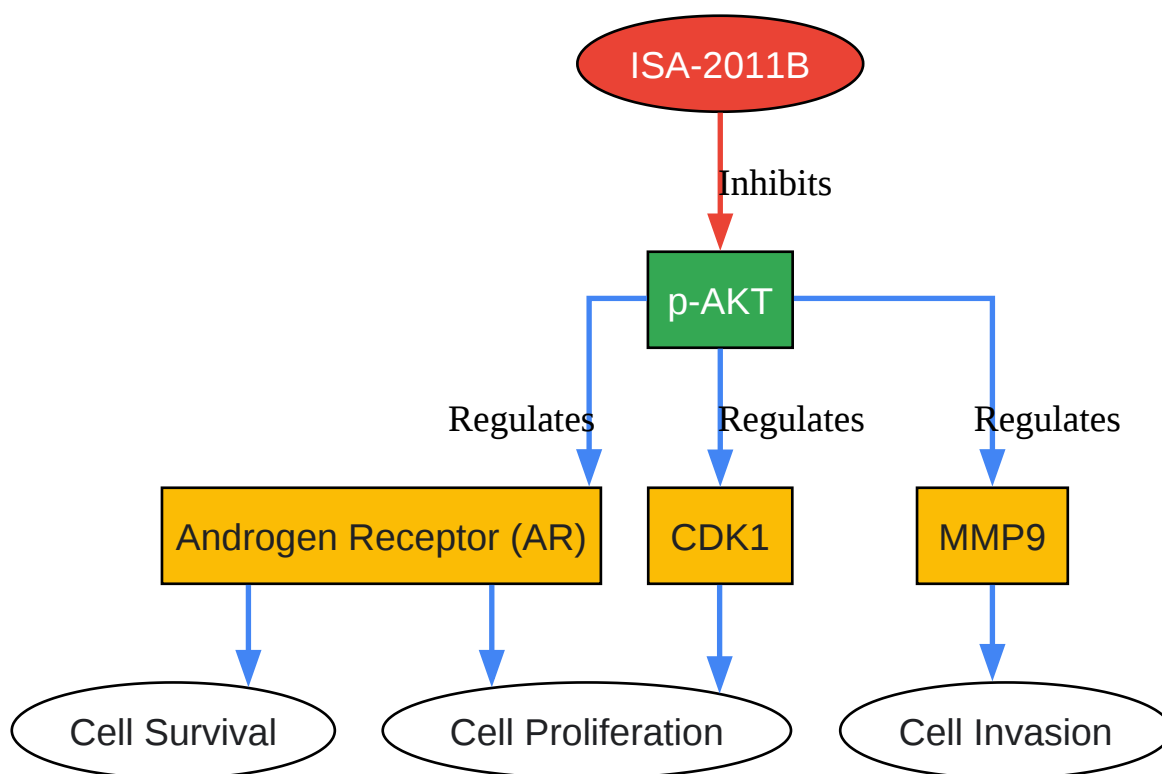 ISA-2011B
Inhibits
p-AKT
Regulates
Regulates
Regulates
Androgen Receptor (AR)
CDK1
MMP9
Cell Survival
Cell Proliferation
Cell Invasion